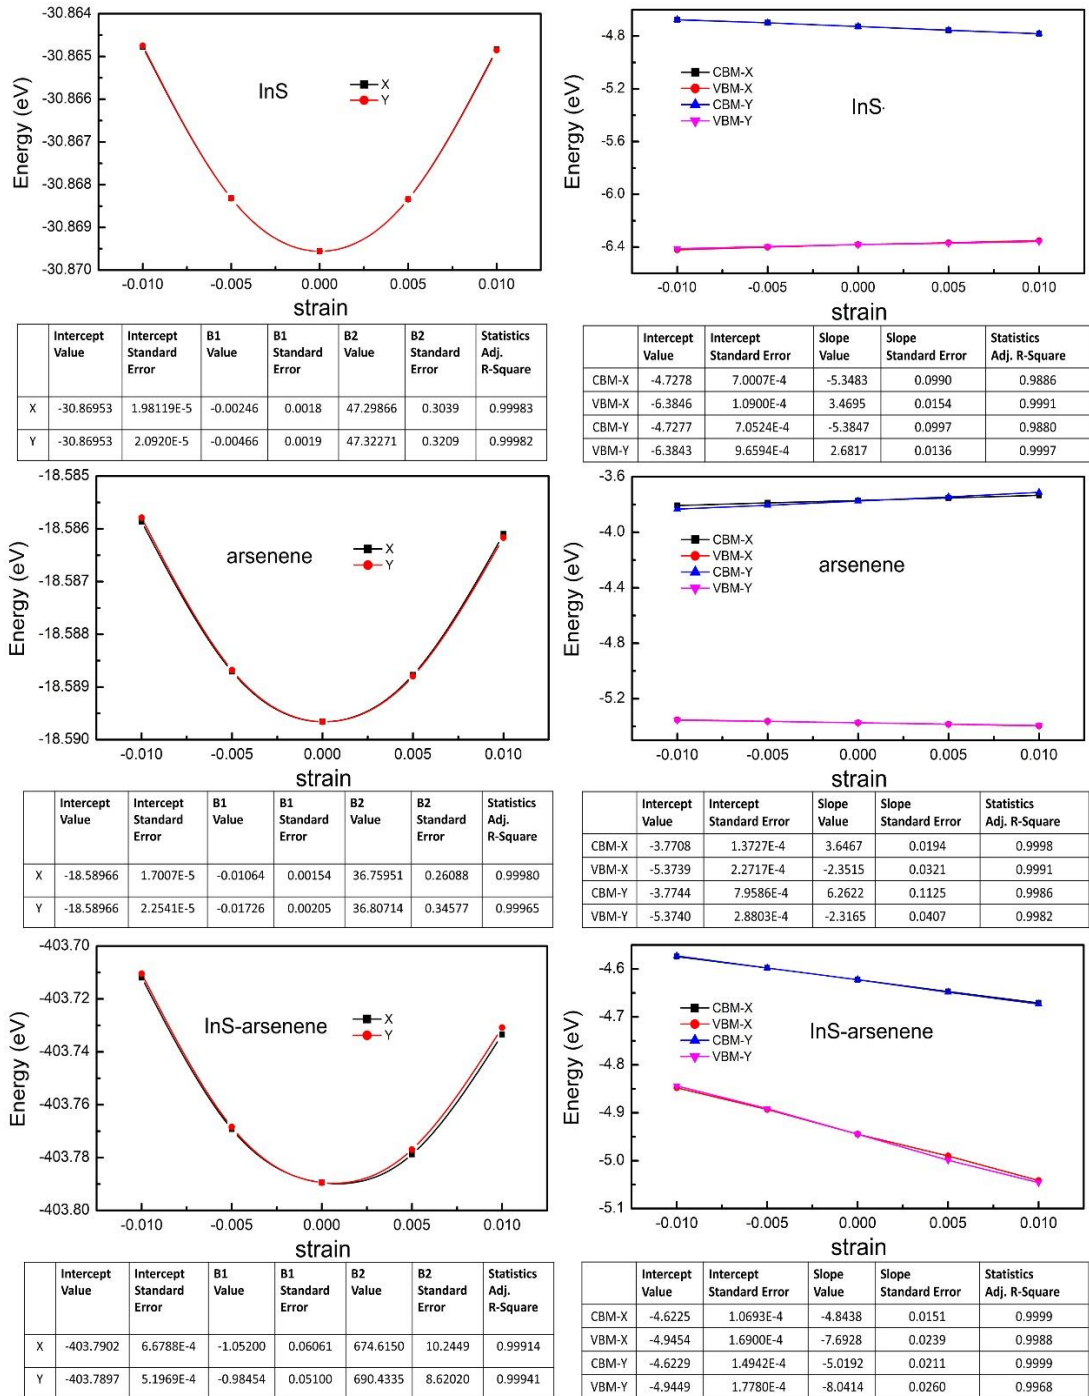 -30.864
-30.865
-30.866
-30.867
-30.868
-30.869
-30.870
Energy (eV)
InS
X
Y
-0.010 -0.005 0.000 0.005 0.010
strain
-4.8
-5.2
-5.6
-6.0
-6.4
Energy (eV)
CBM-X
VBM-X
CBM-Y
VBM-Y
InS
-0.010 -0.005 0.000 0.005 0.010
strain
Intercept Value Intercept Standard Error B1 Value B1 Standard Error B2 Value B2 Standard Error Statistics Adj. R-Square
X -30.86953 1.98119E-5 -0.00246 0.0018 47.29866 0.3039 0.99983
Y -30.86953 2.0920E-5 -0.00466 0.0019 47.32271 0.3209 0.99982
Intercept Value Intercept Standard Error Slope Value Slope Standard Error Statistics Adj. R-Square
CBM-X -4.7278 7.0007E-4 -5.3483 0.0990 0.9886
VBM-X -6.3846 1.0900E-4 3.4695 0.0154 0.9991
CBM-Y -4.7277 7.0524E-4 -5.3847 0.0997 0.9880
VBM-Y -6.3843 9.6594E-4 2.6817 0.0136 0.9997
-18.585
-18.586
-18.587
-18.588
-18.589
-18.590
Energy (eV)
arsenene
X
Y
-0.010 -0.005 0.000 0.005 0.010
strain
-3.6
-4.0
-4.4
-4.8
-5.2
Energy (eV)
CBM-X
VBM-X
CBM-Y
VBM-Y
arsenene
-0.010 -0.005 0.000 0.005 0.010
strain
Intercept Value Intercept Standard Error B1 Value B1 Standard Error B2 Value B2 Standard Error Statistics Adj. R-Square
X -18.58966 1.7007E-5 -0.01064 0.00154 36.75951 0.26088 0.99980
Y -18.58966 2.2541E-5 -0.01726 0.00205 36.80714 0.34577 0.99965
Intercept Value Intercept Standard Error Slope Value Slope Standard Error Statistics Adj. R-Square
CBM-X -3.7708 1.3727E-4 3.6467 0.0194 0.9998
VBM-X -5.3739 2.2717E-4 -2.3515 0.0321 0.9991
CBM-Y -3.7744 7.9586E-4 6.2622 0.1125 0.9986
VBM-Y -5.3740 2.8803E-4 -2.3165 0.0407 0.9982
-403.70
-403.72
-403.74
-403.76
-403.78
-403.80
Energy (eV)
InS-arsenene
X
Y
-0.010 -0.005 0.000 0.005 0.010
strain
-4.6
-4.7
-4.8
-4.9
-5.0
-5.1
Energy (eV)
CBM-X
VBM-X
CBM-Y
VBM-Y
InS-arsenene
-0.010 -0.005 0.000 0.005 0.010
strain
Intercept Value Intercept Standard Error B1 Value B1 Standard Error B2 Value B2 Standard Error Statistics Adj. R-Square
X -403.7902 6.6788E-4 -1.05200 0.06061 674.6150 10.2449 0.99914
Y -403.7897 5.1969E-4 -0.98454 0.05100 690.4335 8.62020 0.99941
Intercept Value Intercept Standard Error Slope Value Slope Standard Error Statistics Adj. R-Square
CBM-X -4.6225 1.0693E-4 -4.8438 0.0151 0.9999
VBM-X -4.9454 1.6900E-4 -7.6928 0.0239 0.9988
CBM-Y -4.6229 1.4942E-4 -5.0192 0.0211 0.9999
VBM-Y -4.9449 1.7780E-4 -8.0414 0.0260 0.9968